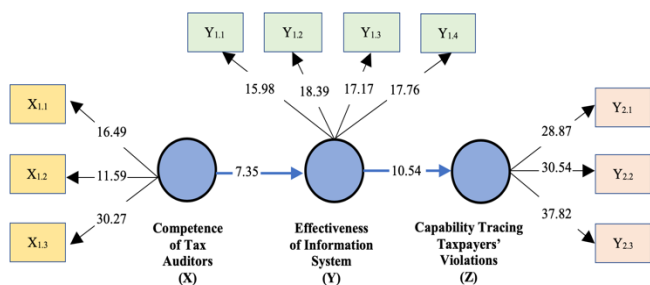 Y1.1 Y1.2 Y1.3 Y1.4
15.98 18.39 17.17 17.76
X1.1
X1.2
X1.3
16.49
11.59
30.27
7.35
10.54
28.87
30.54
37.82
Y2.1
Y2.2
Y2.3
Competence
of Tax
Auditors
(X)
Effectiveness
of Information
System
(Y)
Capability Tracing
Taxpayers'
Violations
(Z)